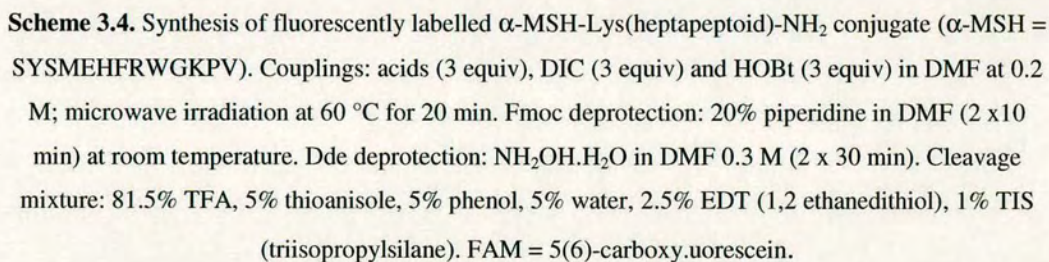 Scheme 3.4. Synthesis of fluorescently labelled α-MSH-Lys(heptapeptoid)-NH₂ conjugate (α-MSH =
SYSMEHFRWGKPV). Couplings: acids (3 equiv), DIC (3 equiv) and HOBt (3 equiv) in DMF at 0.2
M; microwave irradiation at 60 °C for 20 min. Fmoc deprotection: 20% piperidine in DMF (2 x10
min) at room temperature. Dde deprotection: NH₂OH.H₂O in DMF 0.3 M (2 x 30 min). Cleavage
mixture: 81.5% TFA, 5% thioanisole, 5% phenol, 5% water, 2.5% EDT (1,2 ethanedithiol), 1% TIS
(triisopropylsilane). FAM = 5(6)-carboxy.uorescein.